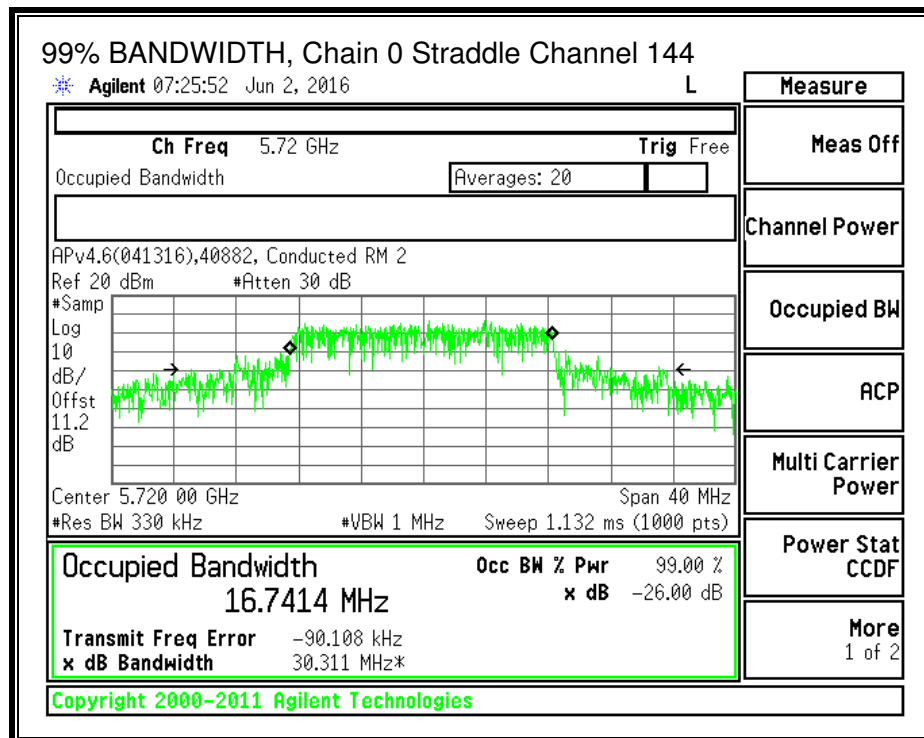 99% BANDWIDTH, Chain 0 Straddle Channel 144
Agilent 07:25:52 Jun 2, 2016 L
Measure
Ch Freq 5.72 GHz Trig Free
Meas Off
Occupied Bandwidth Averages: 20
Channel Power
APv4.6(041316),40882, Conducted RM 2
Ref 20 dBm #Atten 30 dB
#Samp
Log
10
dB/
Offst
11.2
dB
Occupied BW
ACP
Multi Carrier
Power
Center 5.720 00 GHz Span 40 MHz
#Res BW 330 kHz #VBW 1 MHz Sweep 1.132 ms (1000 pts)
Power Stat
CCDF
Occupied Bandwidth Occ BW % Pwr 99.00 %
16.7414 MHz x dB -26.00 dB
Transmit Freq Error -90.108 kHz
x dB Bandwidth 30.311 MHz*
More
1 of 2
Copyright 2000-2011 Agilent Technologies